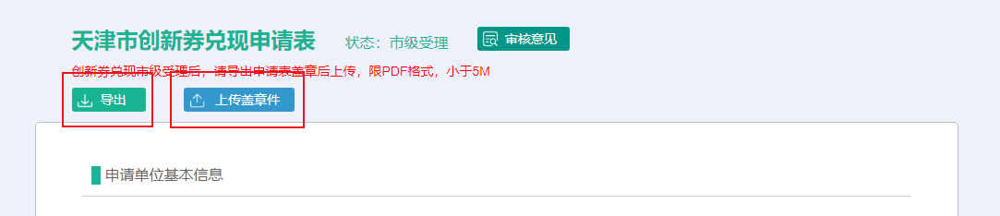 天津市创新券兑现申请表 状态：市级受理 审核意见
创新券兑现市级受理后，请导出申请表盖章后上传，限PDF格式，小于5M
导出 上传盖章件
申请单位基本信息